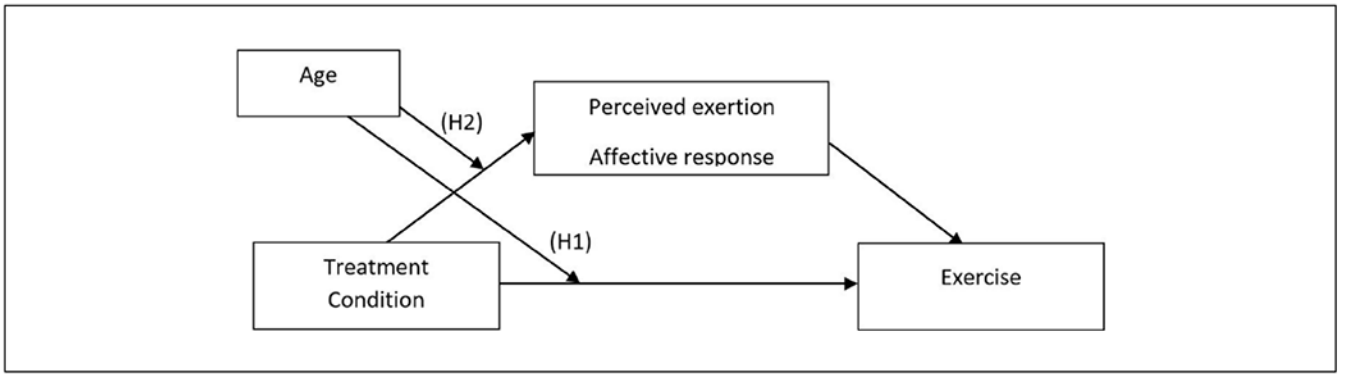 Age
(H2)
Perceived exertion
Affective response
(H1)
Treatment
Condition
Exercise